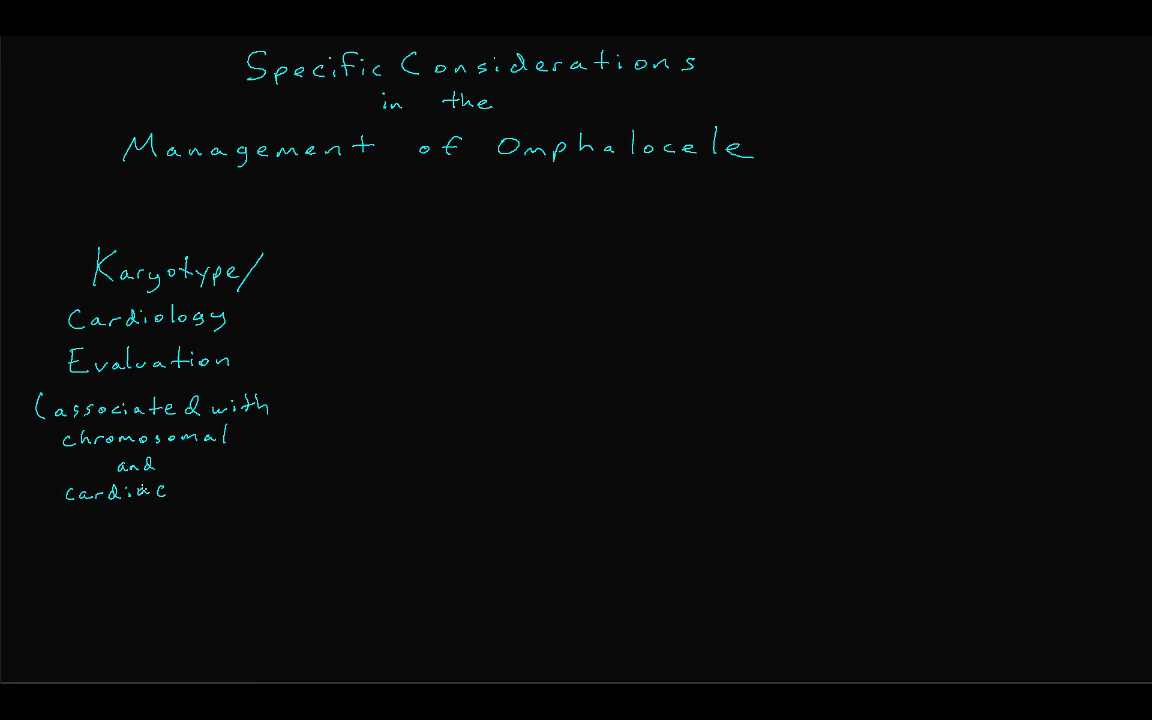 Specific Considerations
in the
Management of Omphalocele
Karyotype/
Cardiology
Evaluation
(associated with
chromosomal
and
cardiac